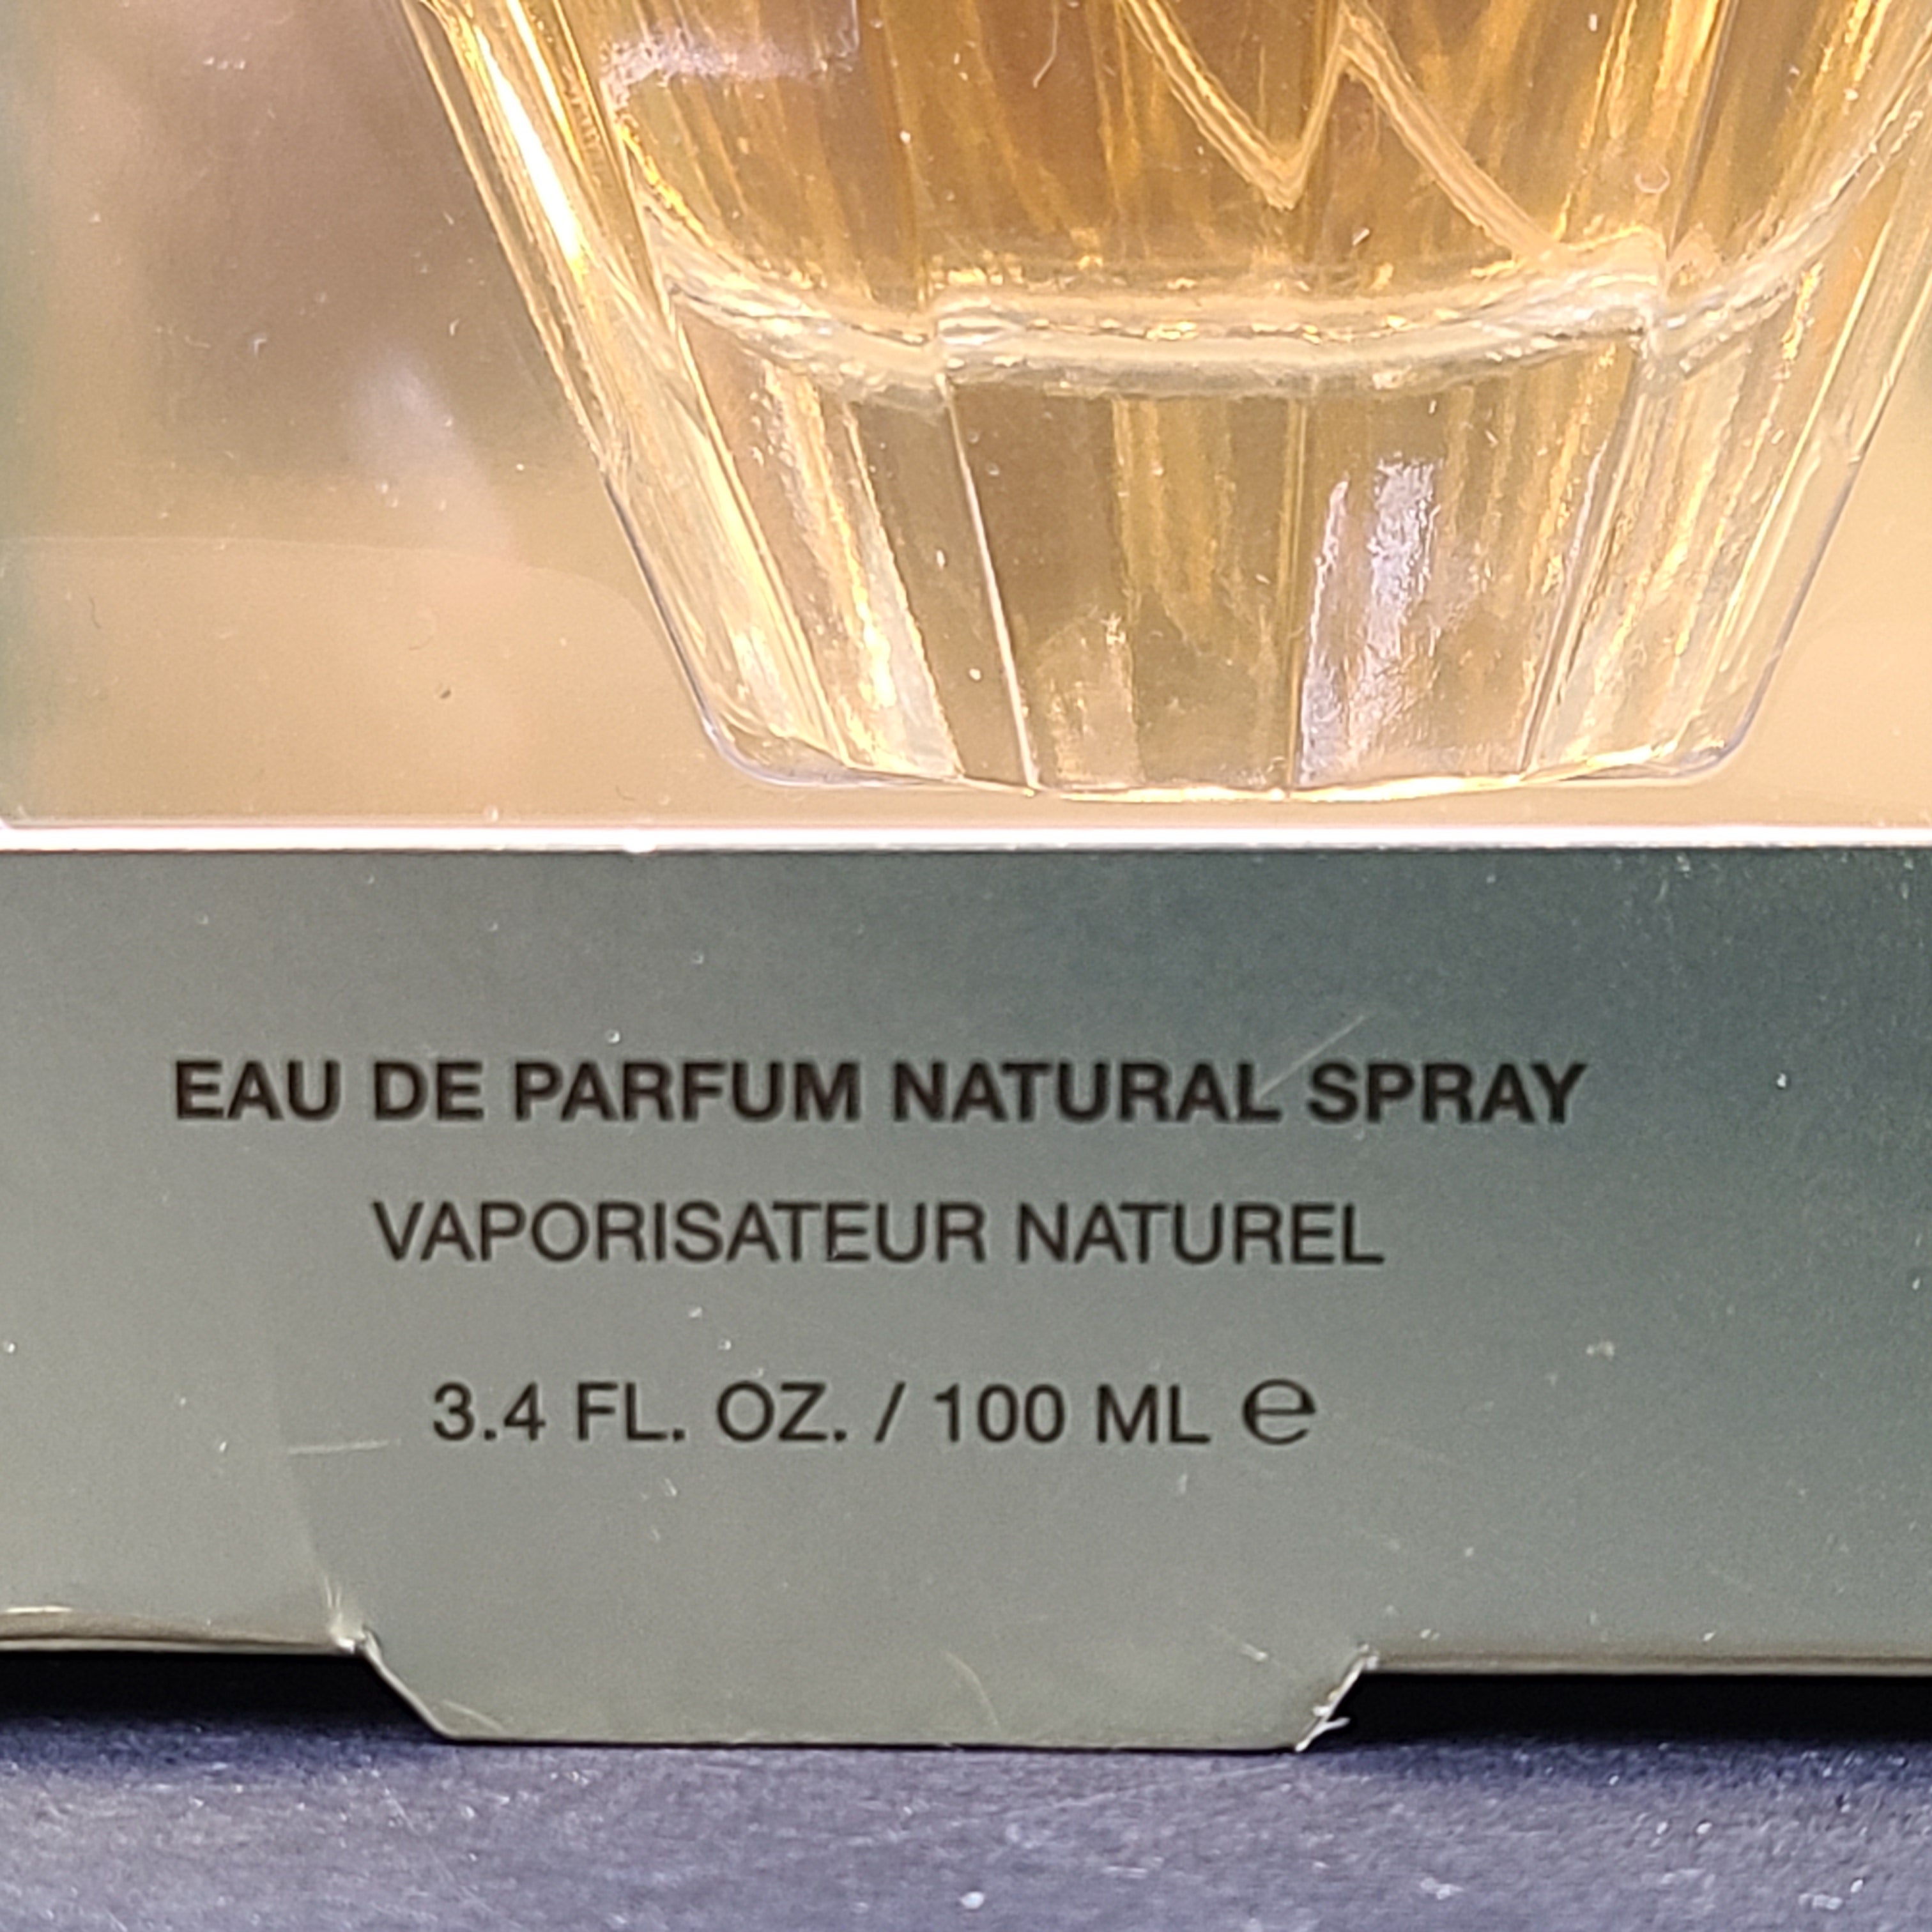 EAU DE PARFUM NATURAL SPRAY
VAPORISATEUR NATUREL
3.4 FL. OZ. / 100 ML ℮